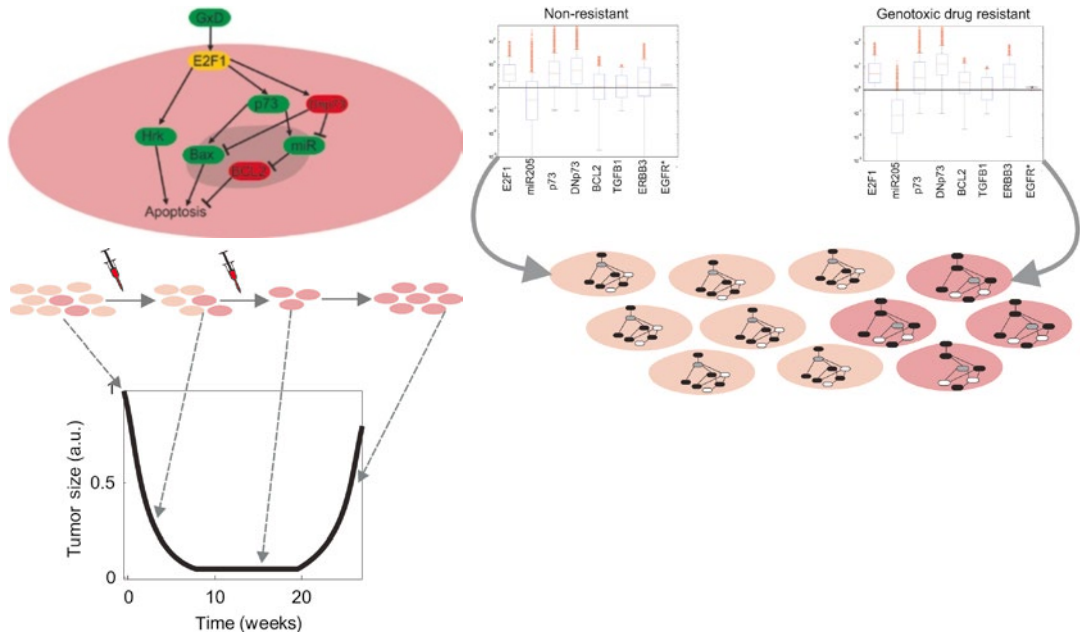 GxD
E2F1
p73
Hrk
Bax
miR
BCL2
Apoptosis
Non-resistant
E2F1
miR205
p73
DNp73
BCL2
TGFB1
ERBB3
EGFR*
Genotoxic drug resistant
E2F1
miR205
p73
DNp73
BCL2
TGFB1
ERBB3
EGFR*
1
0.5
0
Tumor size (a.u.)
0
20
Time (weeks)